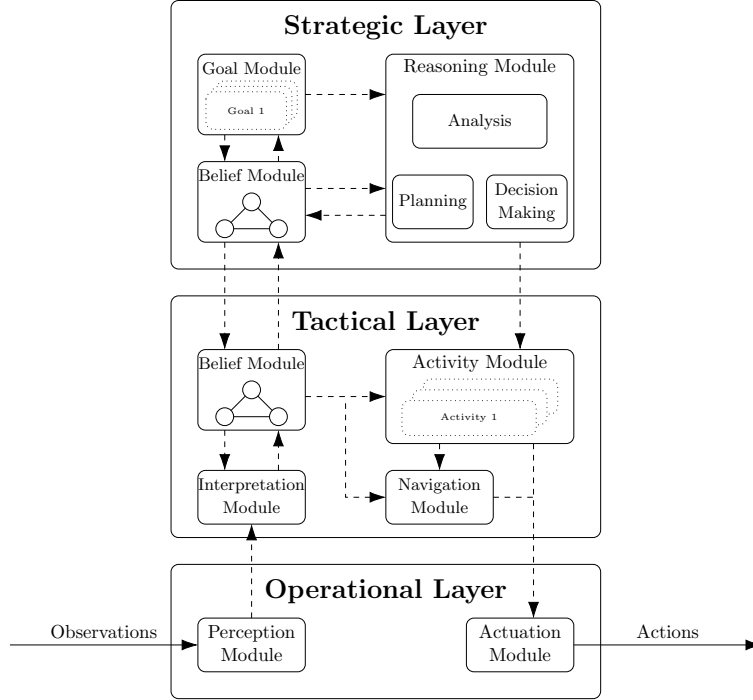 Strategic Layer
Goal Module
Goal 1
Reasoning Module
Analysis
Belief Module
Planning
Decision
Making
Tactical Layer
Belief Module
Activity Module
Activity 1
Interpretation
Module
Navigation
Module
Operational Layer
Observations
Perception
Module
Actuation
Module
Actions